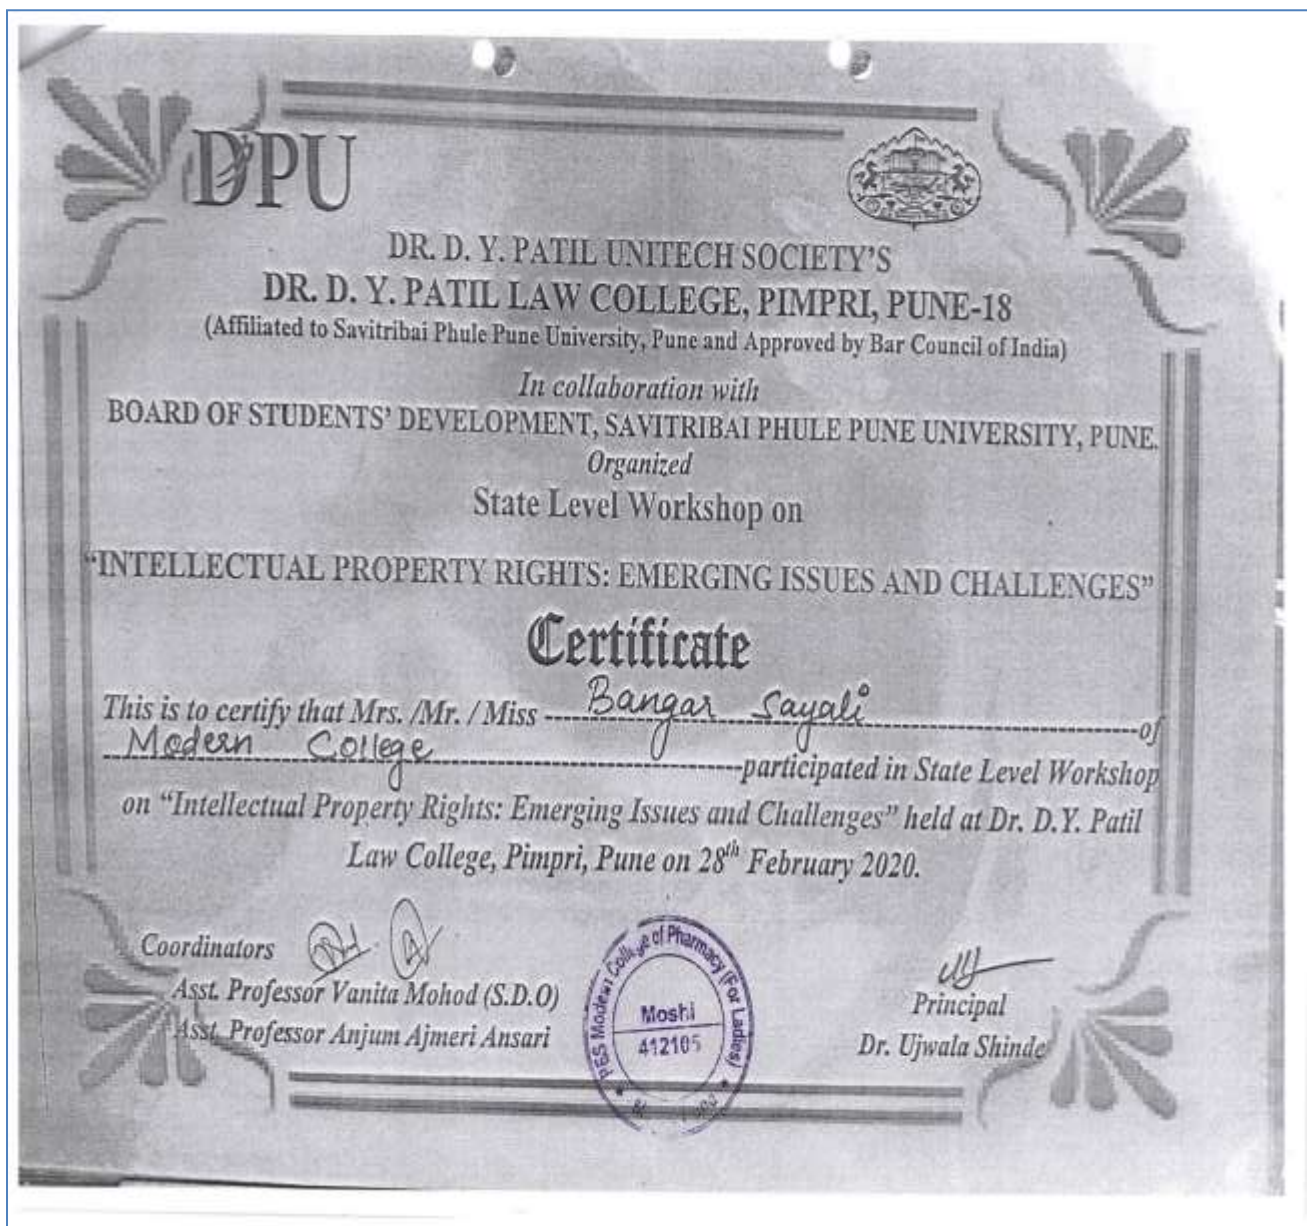 DPU
DR. D. Y. PATIL UNITECH SOCIETY'S
DR. D. Y. PATIL LAW COLLEGE, PIMPRI, PUNE-18
(Affiliated to Savitribai Phule Pune University, Pune and Approved by Bar Council of India)
In collaboration with
BOARD OF STUDENTS' DEVELOPMENT, SAVITRIBAI PHULE PUNE UNIVERSITY, PUNE.
Organized
State Level Workshop on
“INTELLECTUAL PROPERTY RIGHTS: EMERGING ISSUES AND CHALLENGES”
Certificate
This is to certify that Mrs. /Mr. / Miss Bangar Sayali of
Modern College participated in State Level Workshop
on “Intellectual Property Rights: Emerging Issues and Challenges” held at Dr. D.Y. Patil
Law College, Pimpri, Pune on 28th February 2020.
Coordinators
Asst. Professor Vanita Mohod (S.D.O)
Asst. Professor Anjum Ajmeri Ansari
PES Modern College of Pharmacy (For Ladies)
Moshi
412105
Principal
Dr. Ujwala Shinde